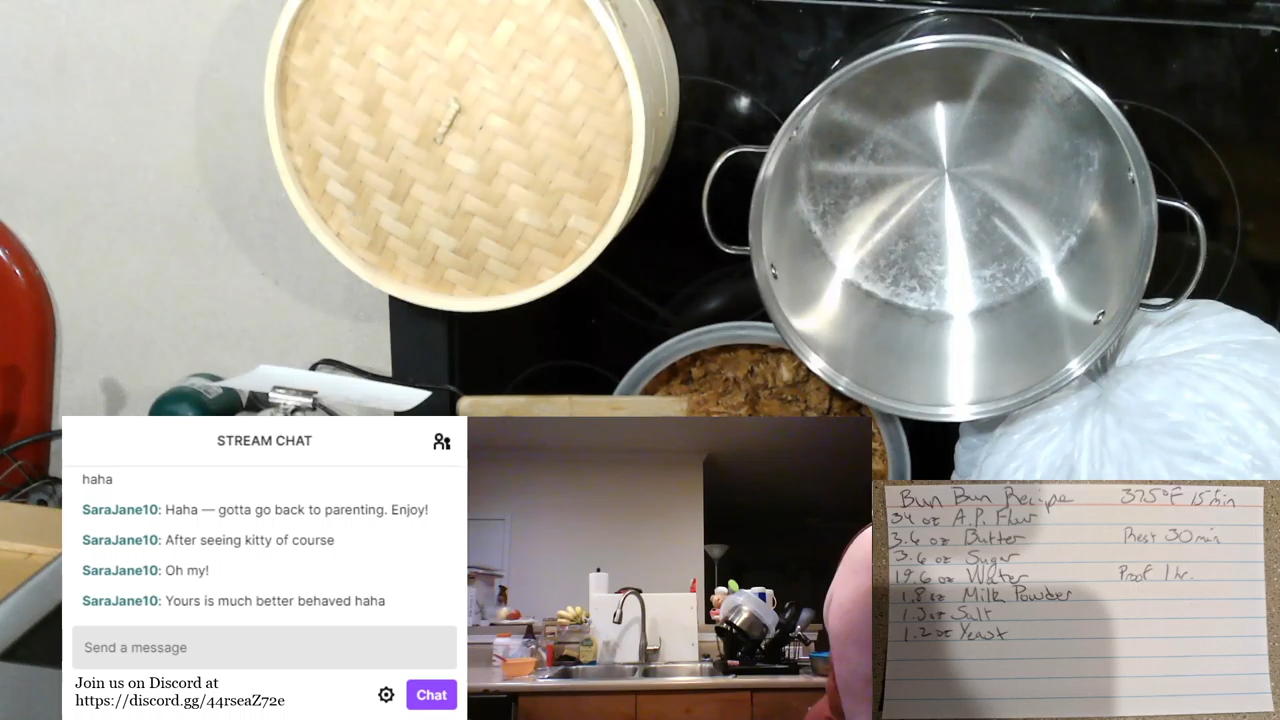 STREAM CHAT
haha
SaraJane10: Haha — gotta go back to parenting. Enjoy!
SaraJane10: After seeing kitty of course
SaraJane10: Oh my!
SaraJane10: Yours is much better behaved haha
Send a message
Join us on Discord at
https://discord.gg/44rseaZ72e
Chat
Bun Bun Recipe 375°F 15 min
34 oz A.P. Flour
3.6 oz Butter Rest 30 min
3.6 oz Sugar
19.6 oz Water Proof 1 hr.
1.8 oz Milk Powder
Salt
1.2 oz Yeast